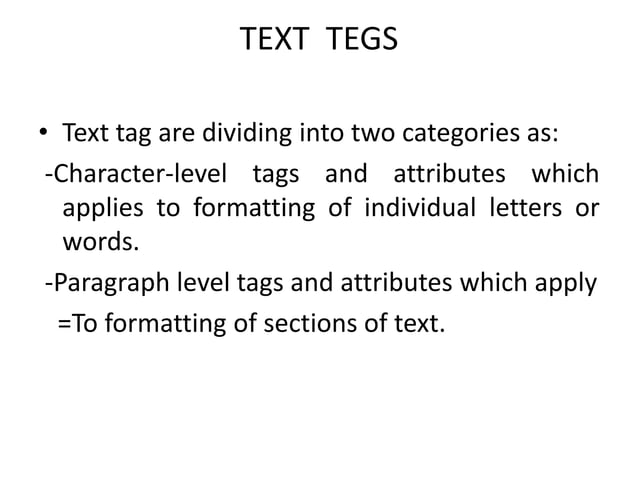 TEXT TEGS
• Text tag are dividing into two categories as:
-Character-level tags and attributes which
applies to formatting of individual letters or
words.
-Paragraph level tags and attributes which apply
=To formatting of sections of text.